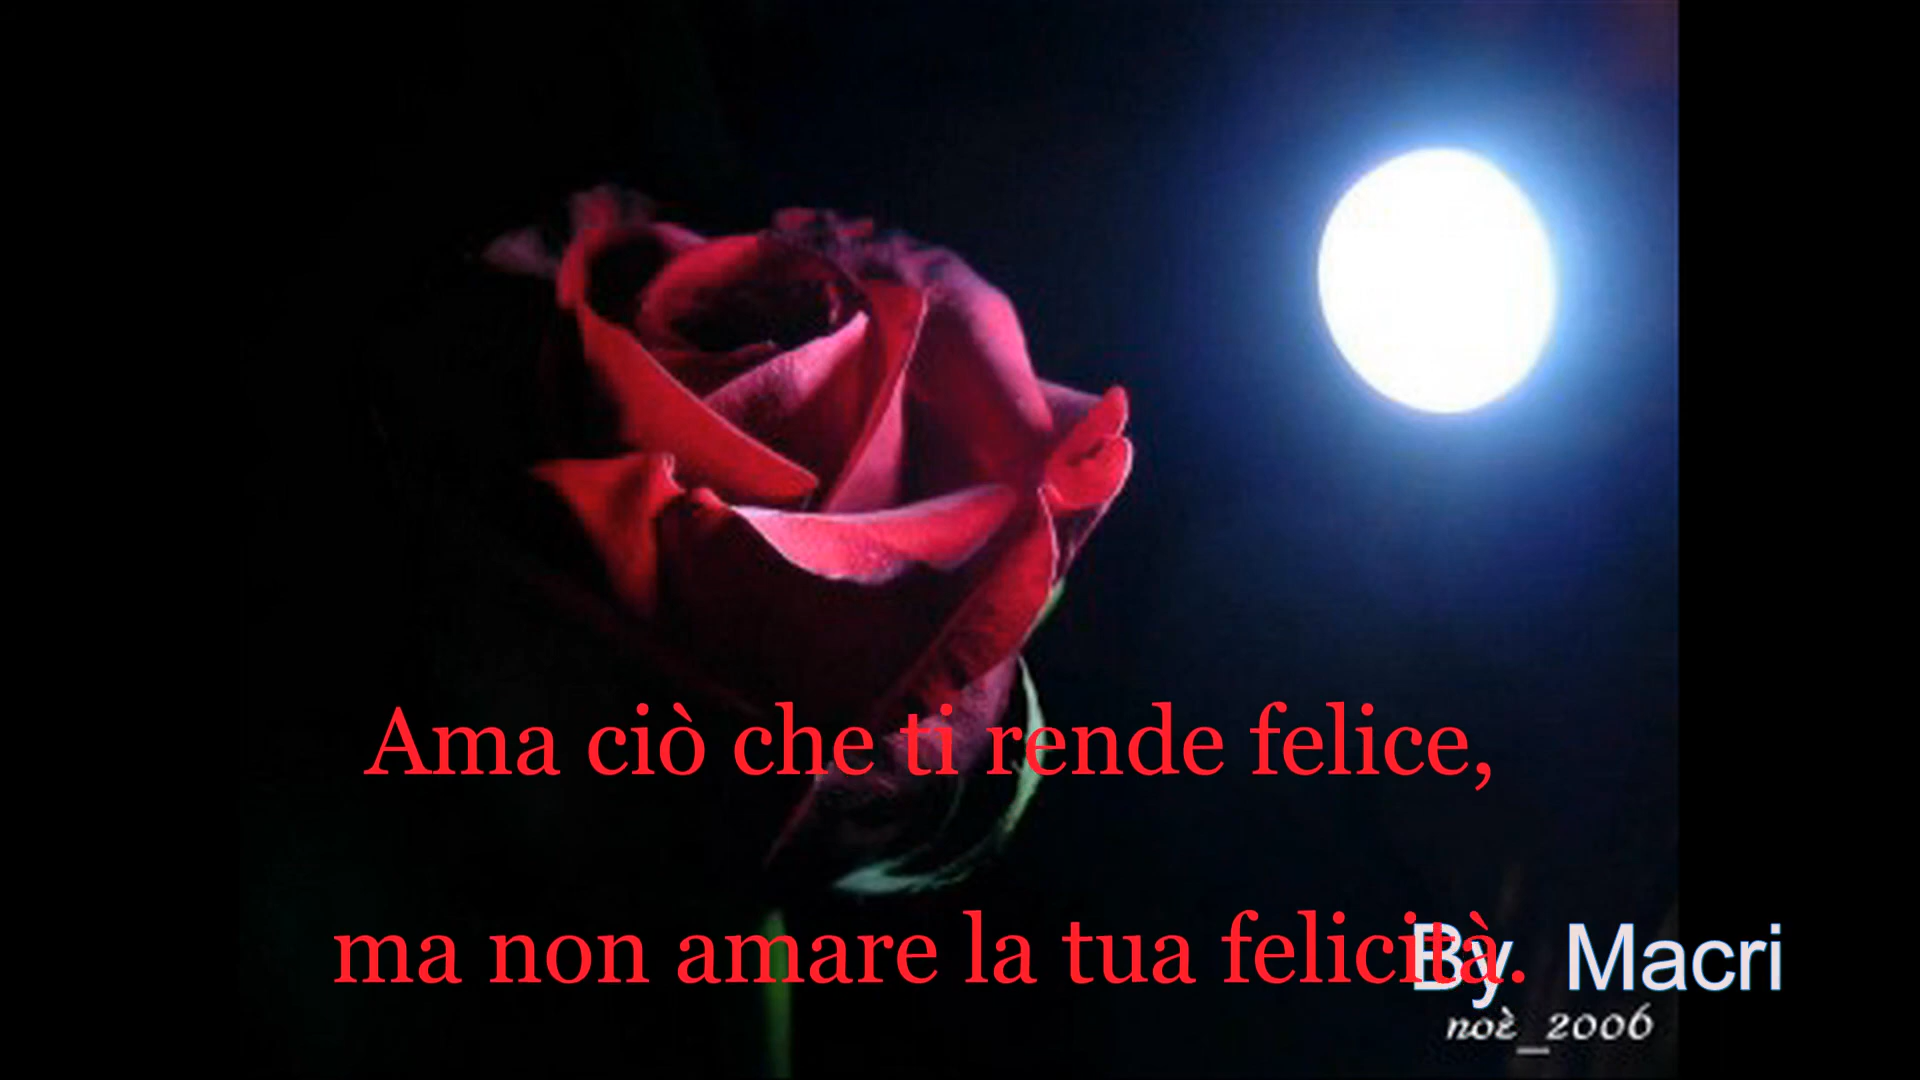 Ama ciò che ti rende felice,
ma non amare la tua felicità.
By Macri
noè_2006